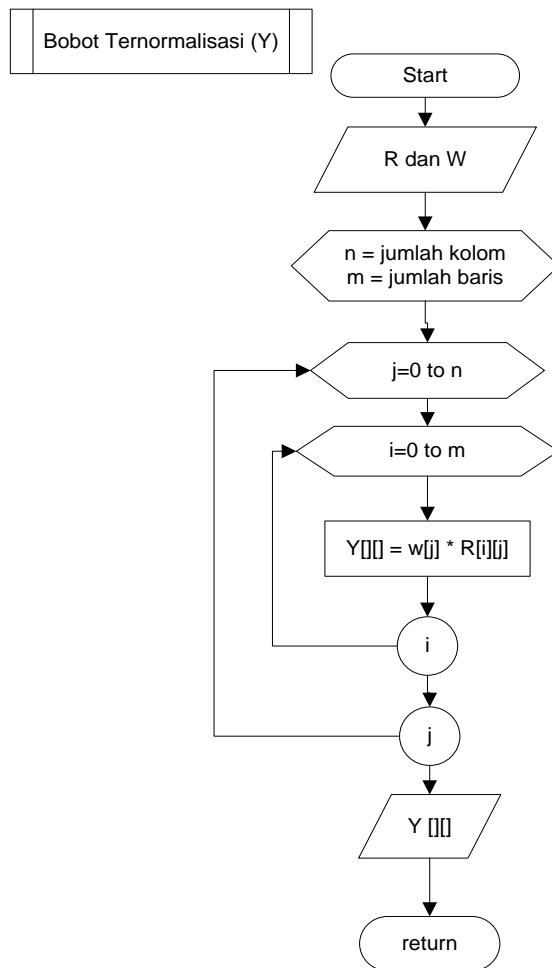 Bobot Ternormalisasi (Y)
Start
R dan W
n = jumlah kolom
m = jumlah baris
j=0 to n
i=0 to m
Y[][] = w[j] * R[i][j]
i
j
Y [][]
return